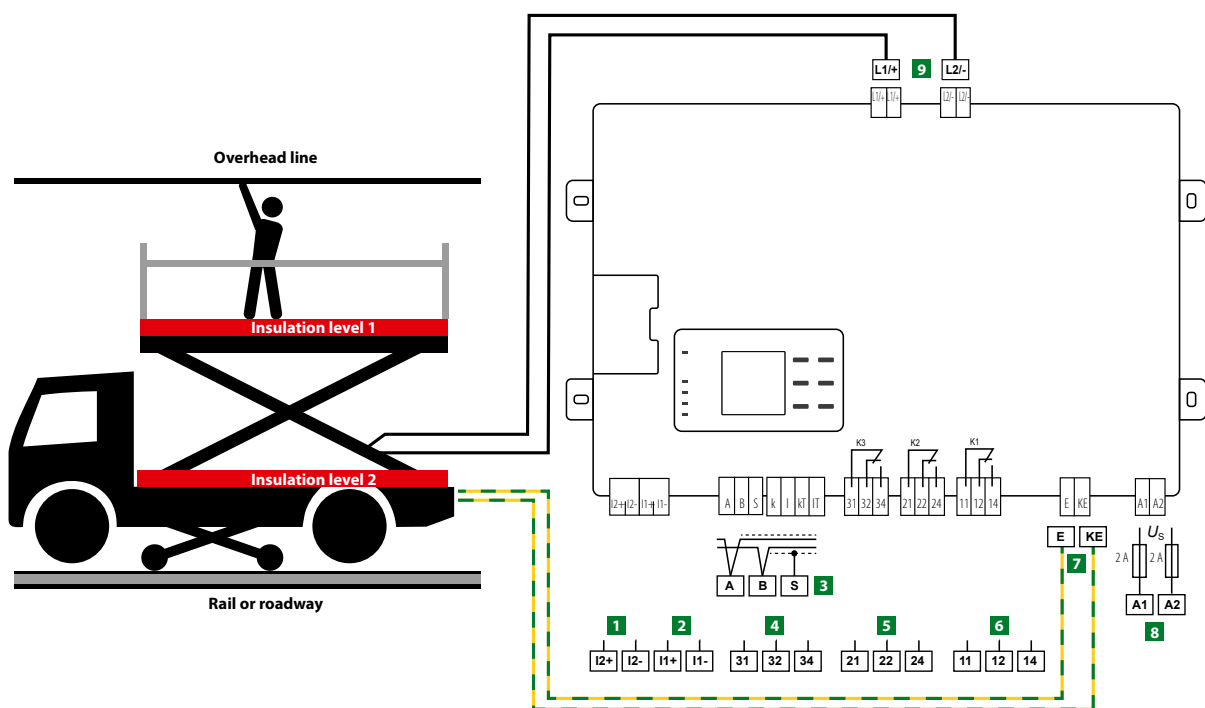 L1/+ 9 L2/-
L1/+ L1/+ L2/- L2/-
Overhead line
Insulation level 1
Insulation level 2
Rail or roadway
K3 K2 K1
I2+ I2- I1+ I1- A B S k l kT lT 31 32 34 21 22 24 11 12 14 E KE A1 A2
E KE
7
US
2 A 2 A
A B S 3
A1 A2
8
1 2 4 5 6
I2+ I2- I1+ I1- 31 32 34 21 22 24 11 12 14